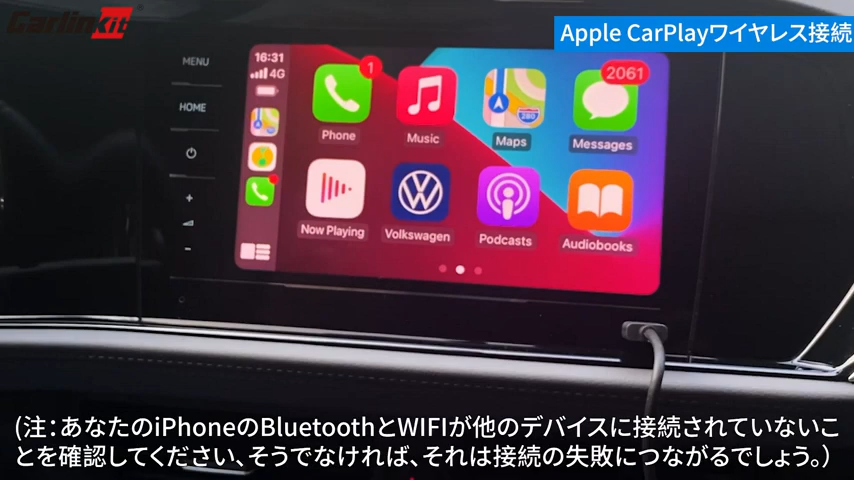 CarlinKit
Apple CarPlayワイヤレス接続
MENU
HOME
16:31
4G
1
2061
Phone
Music
Maps
280
Messages
Now Playing
Volkswagen
Podcasts
Audiobooks
(注：あなたのiPhoneのBluetoothとWIFIが他のデバイスに接続されていないこ
とを確認してください、そうでなければ、それは接続の失敗につながるでしょう。）